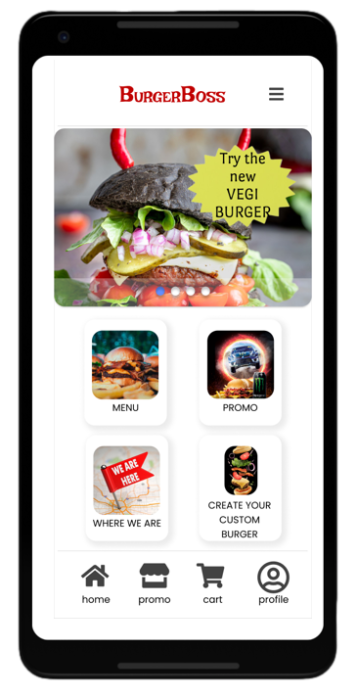 BURGERBOSS
Try the
new
VEGI
BURGER
MENU
PROMO
WE ARE
HERE
WHERE WE ARE
CREATE YOUR
CUSTOM
BURGER
home
promo
cart
profile